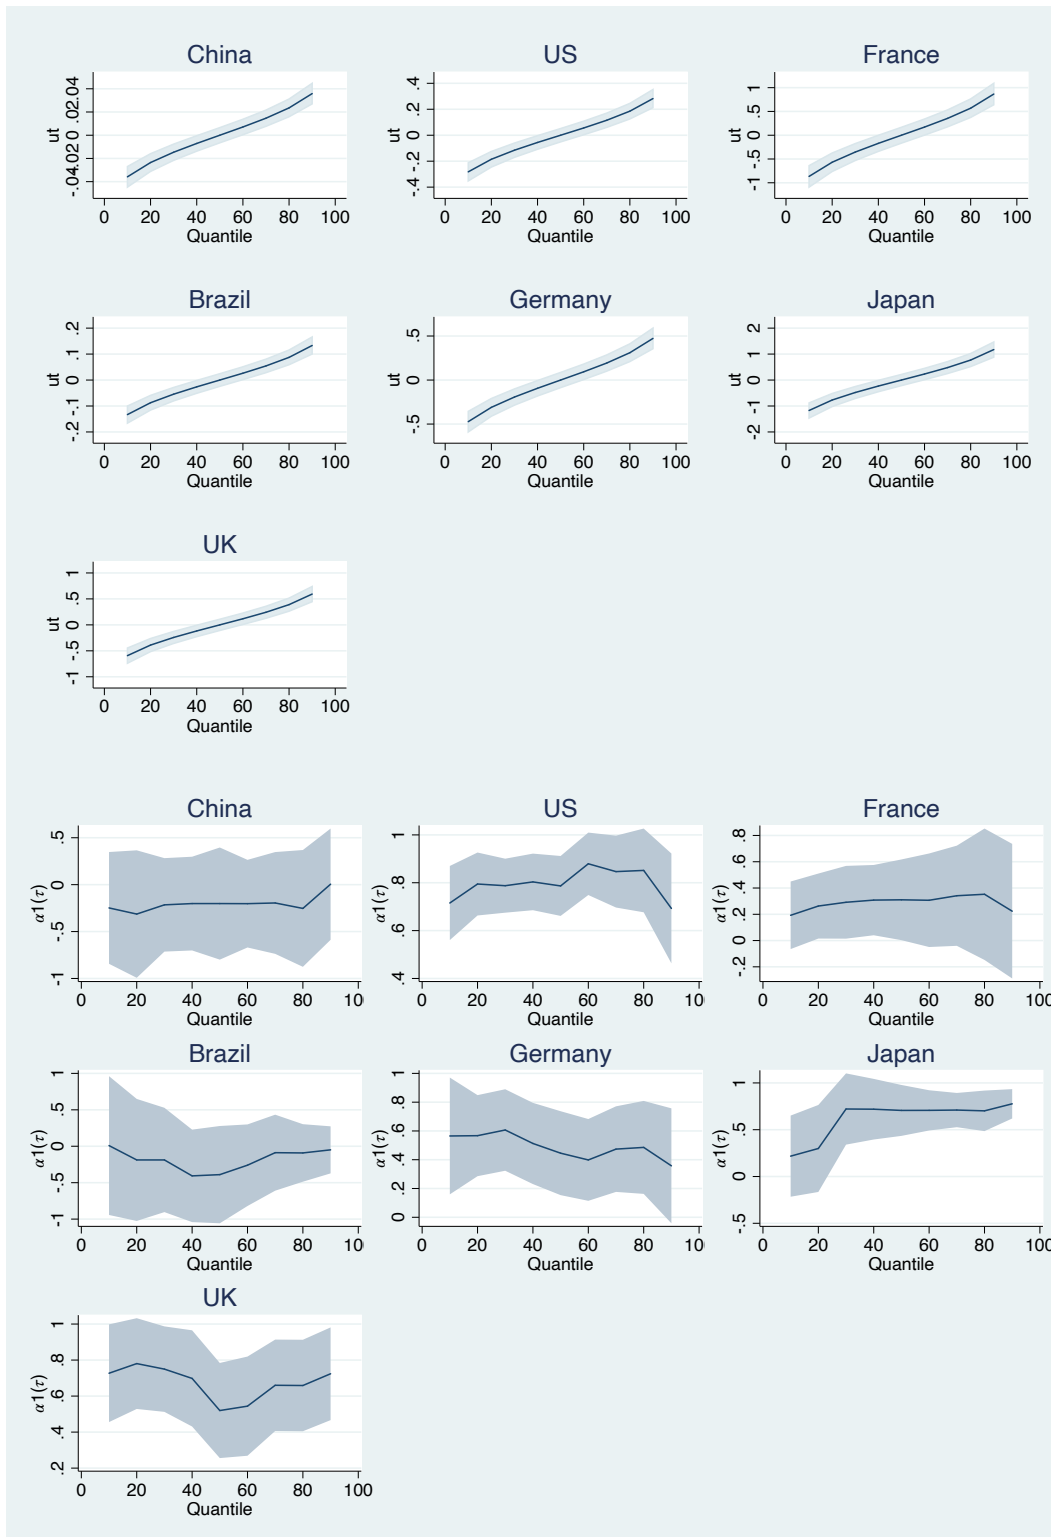 China US France
ut -.04 .02 0 .02 .04
ut -.4 -.2 0 .2 .4
ut -1 -.5 0 .5 1
0 20 40 60 80 100 0 20 40 60 80 100 0 20 40 60 80 100
Quantile Quantile Quantile
Brazil Germany Japan
ut -.2 -.1 0 .1 .2
ut -.5 0 .5
ut -2 -1 0 1 2
0 20 40 60 80 100 0 20 40 60 80 100 0 20 40 60 80 100
Quantile Quantile Quantile
UK
ut -1 -.5 0 .5 1
0 20 40 60 80 100
Quantile
China US France
α1(τ) -1 -.5 0 .5
α1(τ) .4 .6 .8 1
α1(τ) -.2 0 .2 .4 .6 .8
0 20 40 60 80 10 0 20 40 60 80 10 0 20 40 60 80 100
Quantile Quantile Quantile
Brazil Germany Japan
α1(τ) -1 -.5 0 .5 1
α1(τ) 0 .2 .4 .6 .8 1
α1(τ) -.5 0 .5 1
0 20 40 60 80 10 0 20 40 60 80 10 0 20 40 60 80 100
Quantile Quantile Quantile
UK
α1(τ) .2 .4 .6 .8 1
0 20 40 60 80 100
Quantile